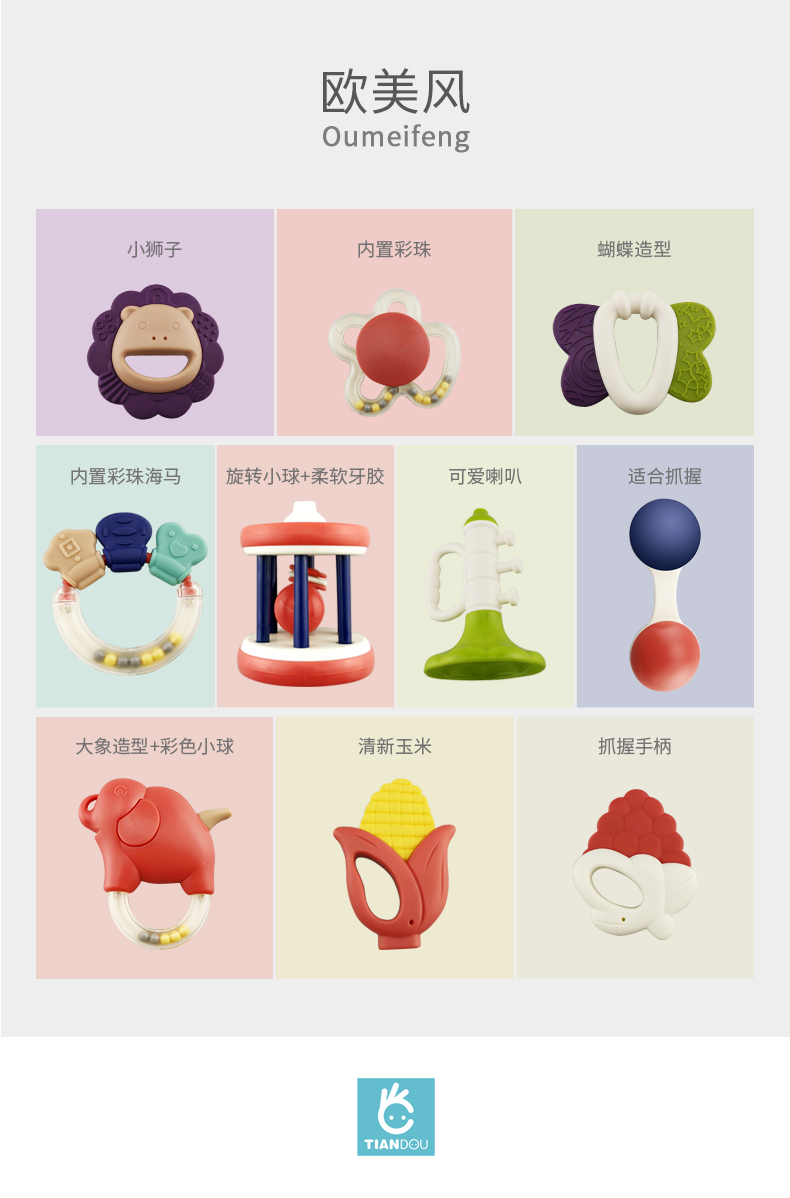 欧美风
Oumeifeng
小狮子
内置彩珠
蝴蝶造型
内置彩珠海马
旋转小球+柔软牙胶
可爱喇叭
适合抓握
大象造型+彩色小球
清新玉米
抓握手柄
TIANDOU